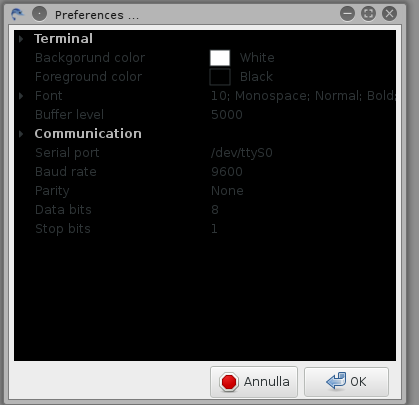 Preferences ...
Terminal
Backgorund color White
Foreground color Black
Font 10; Monospace; Normal; Bold;
Buffer level 5000
Communication
Serial port /dev/ttyS0
Baud rate 9600
Parity None
Data bits 8
Stop bits 1
Annulla OK